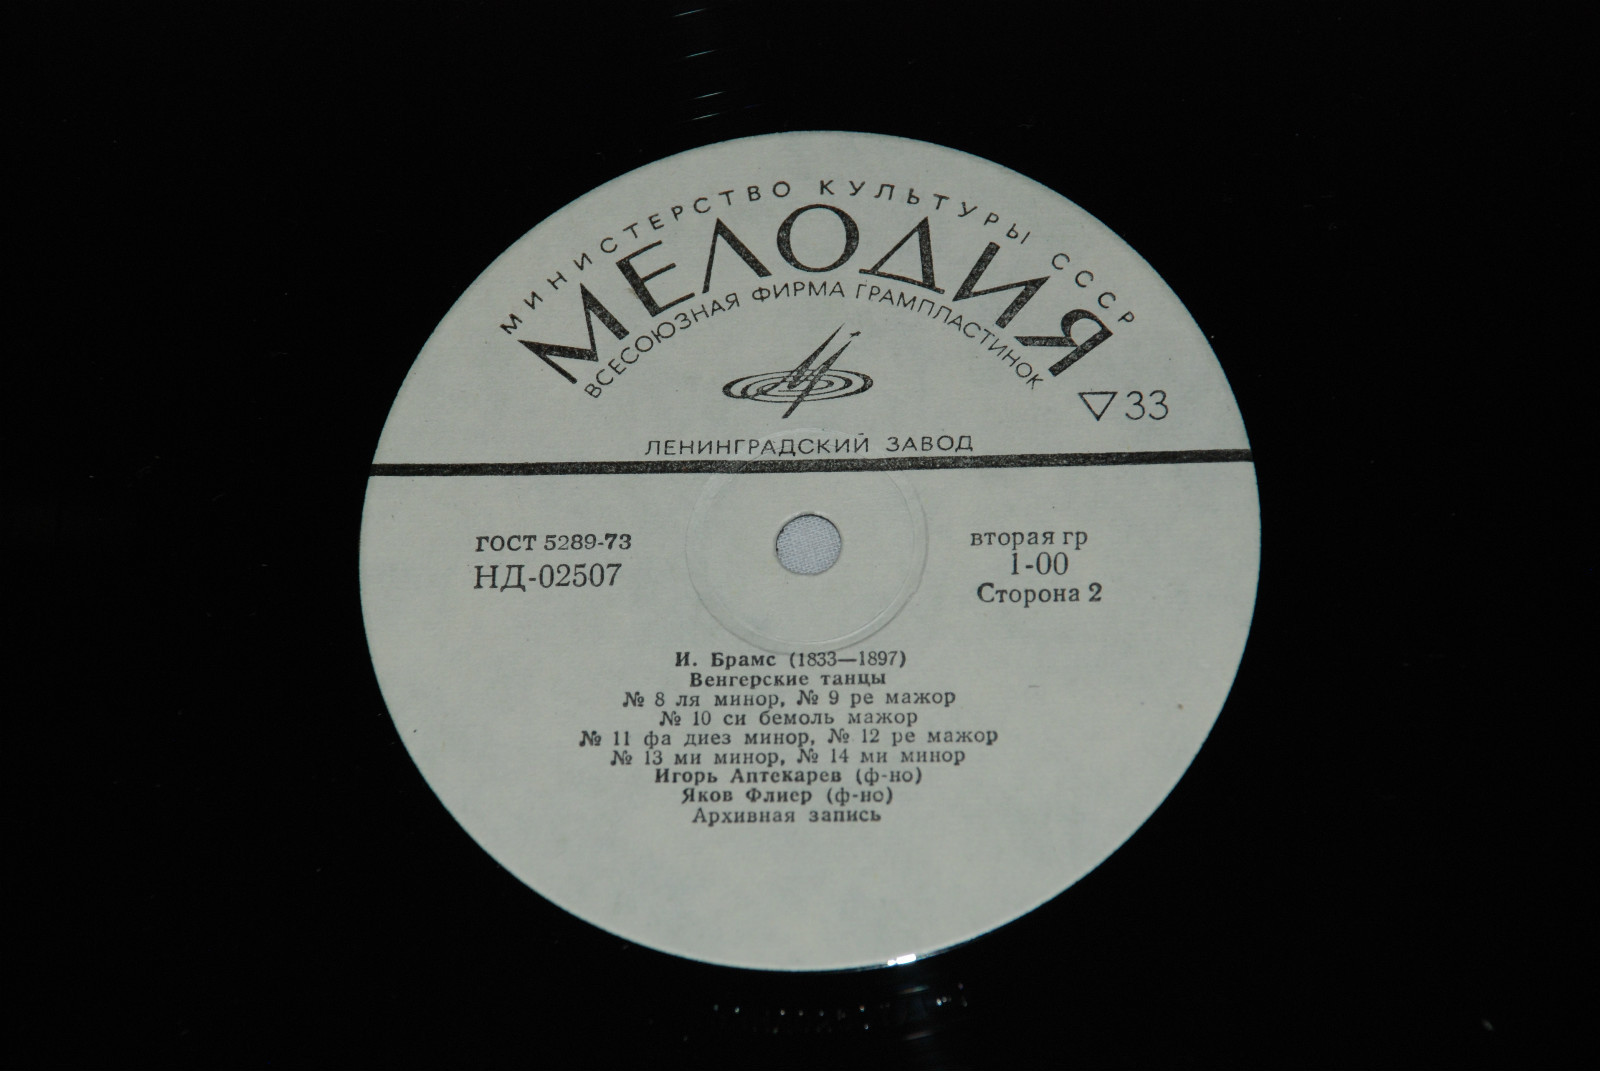 МИНИСТЕРСТВО КУЛЬТУРЫ СССР
МЕЛОДИЯ
ВСЕСОЮЗНАЯ ФИРМА ГРАМПЛАСТИНОК
33
ЛЕНИНГРАДСКИЙ ЗАВОД
ГОСТ 5289-73
НД-02507
вторая гр
1-00
Сторона 2
И. Брамс (1833—1897)
Венгерские танцы
№ 8 ля минор, № 9 ре мажор
№ 10 си бемоль мажор
№ 11 фа диез минор, № 12 ре мажор
№ 13 ми минор, № 14 ми минор
Игорь Аптекарев (ф-но)
Яков Флиер (ф-но)
Архивная запись